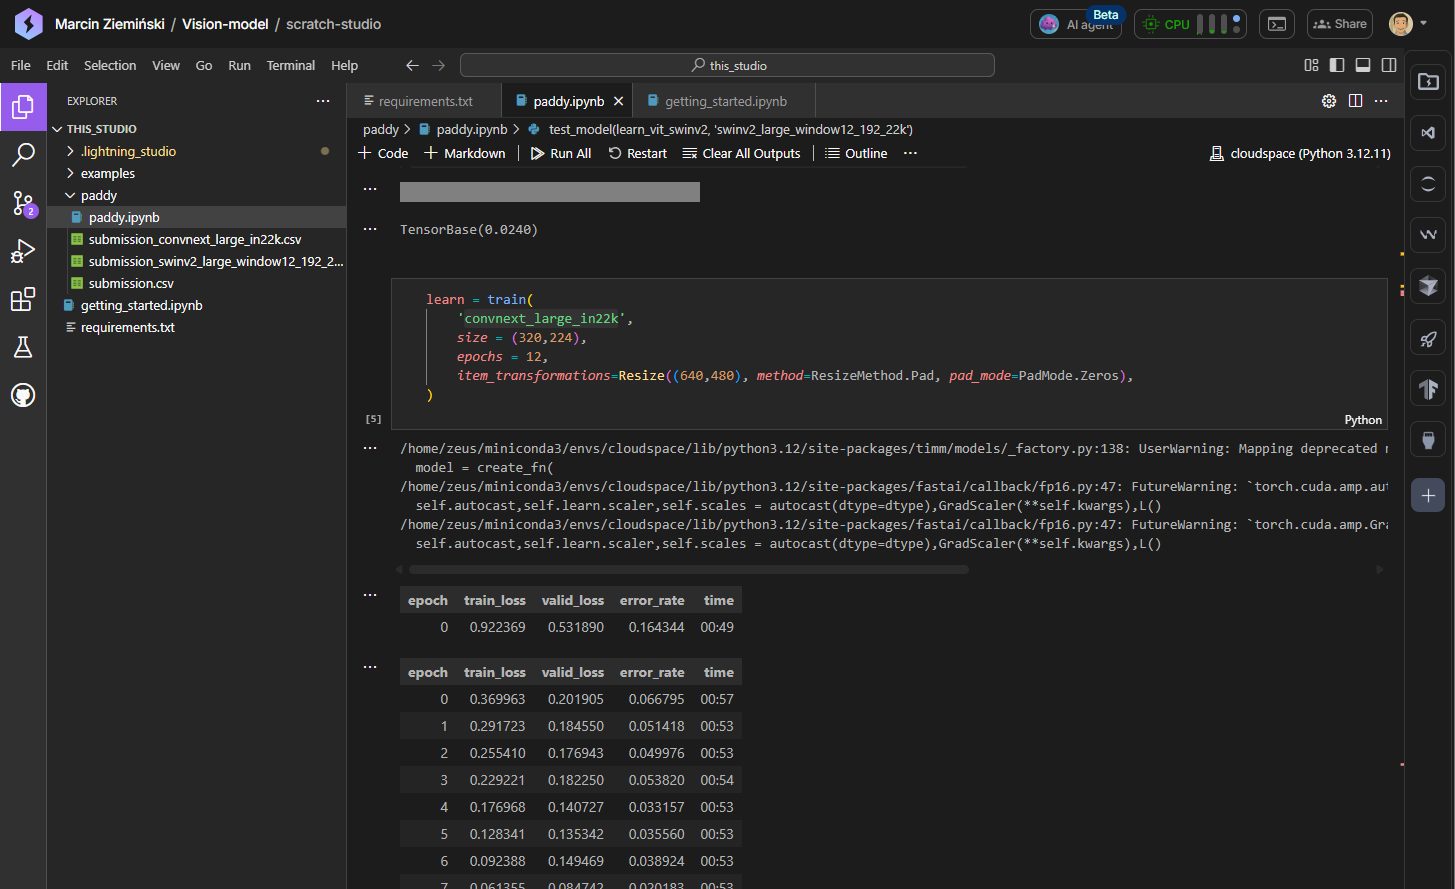 Marcin Ziemiński / Vision-model / scratch-studio
AI agent
Beta
CPU
Share
File Edit Selection View Go Run Terminal Help
this_studio
EXPLORER
requirements.txt
paddy.ipynb
getting_started.ipynb
THIS_STUDIO
.lightning_studio
examples
paddy
paddy.ipynb
submission_convnext_large_in22k.csv
submission_swinv2_large_window12_192_2...
submission.csv
getting_started.ipynb
requirements.txt
2
paddy > paddy.ipynb > test_model(learn_vit_swinv2, 'swinv2_large_window12_192_22k')
+ Code + Markdown | Run All Restart Clear All Outputs | Outline ...
cloudspace (Python 3.12.11)
TensorBase(0.0240)
learn = train(
'convnext_large_in22k',
size = (320,224),
epochs = 12,
item_transformations=Resize((640,480), method=ResizeMethod.Pad, pad_mode=PadMode.Zeros),
)
[5]
Python
/home/zeus/miniconda3/envs/cloudspace/lib/python3.12/site-packages/timm/models/_factory.py:138: UserWarning: Mapping deprecated
model = create_fn(
/home/zeus/miniconda3/envs/cloudspace/lib/python3.12/site-packages/fastai/callback/fp16.py:47: FutureWarning: `torch.cuda.amp.aut
self.autocast,self.learn.scaler,self.scales = autocast(dtype=dtype),GradScaler(**self.kwargs),L()
/home/zeus/miniconda3/envs/cloudspace/lib/python3.12/site-packages/fastai/callback/fp16.py:47: FutureWarning: `torch.cuda.amp.Gra
self.autocast,self.learn.scaler,self.scales = autocast(dtype=dtype),GradScaler(**self.kwargs),L()
epoch train_loss valid_loss error_rate time
0 0.922369 0.531890 0.164344 00:49
epoch train_loss valid_loss error_rate time
0 0.369963 0.201905 0.066795 00:57
1 0.291723 0.184550 0.051418 00:53
2 0.255410 0.176943 0.049976 00:53
3 0.229221 0.182250 0.053820 00:54
4 0.176968 0.140727 0.033157 00:53
5 0.128341 0.135342 0.035560 00:53
6 0.092388 0.149469 0.038924 00:53
7 0.061355 0.084742 0.020183 00:53